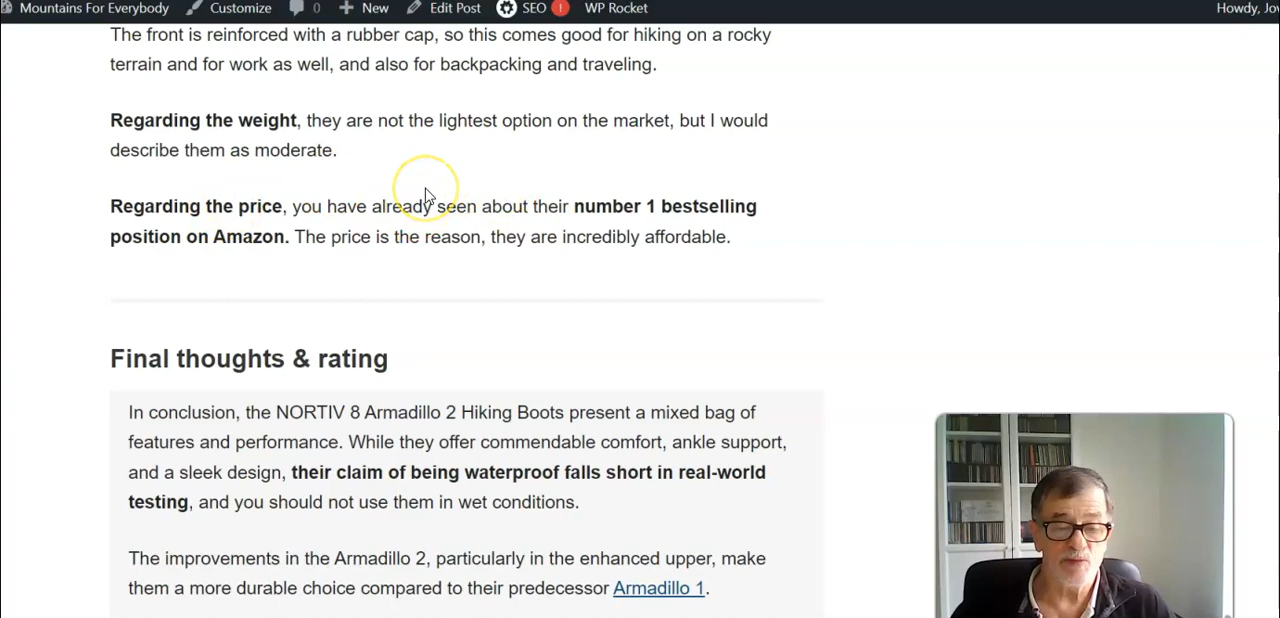 Mountains For Everybody Customize 0 New Edit Post SEO ! WP Rocket Howdy, Jov
The front is reinforced with a rubber cap, so this comes good for hiking on a rocky
terrain and for work as well, and also for backpacking and traveling.
Regarding the weight, they are not the lightest option on the market, but I would
describe them as moderate.
Regarding the price, you have already seen about their number 1 bestselling
position on Amazon. The price is the reason, they are incredibly affordable.
Final thoughts & rating
In conclusion, the NORTIV 8 Armadillo 2 Hiking Boots present a mixed bag of
features and performance. While they offer commendable comfort, ankle support,
and a sleek design, their claim of being waterproof falls short in real-world
testing, and you should not use them in wet conditions.
The improvements in the Armadillo 2, particularly in the enhanced upper, make
them a more durable choice compared to their predecessor Armadillo 1.